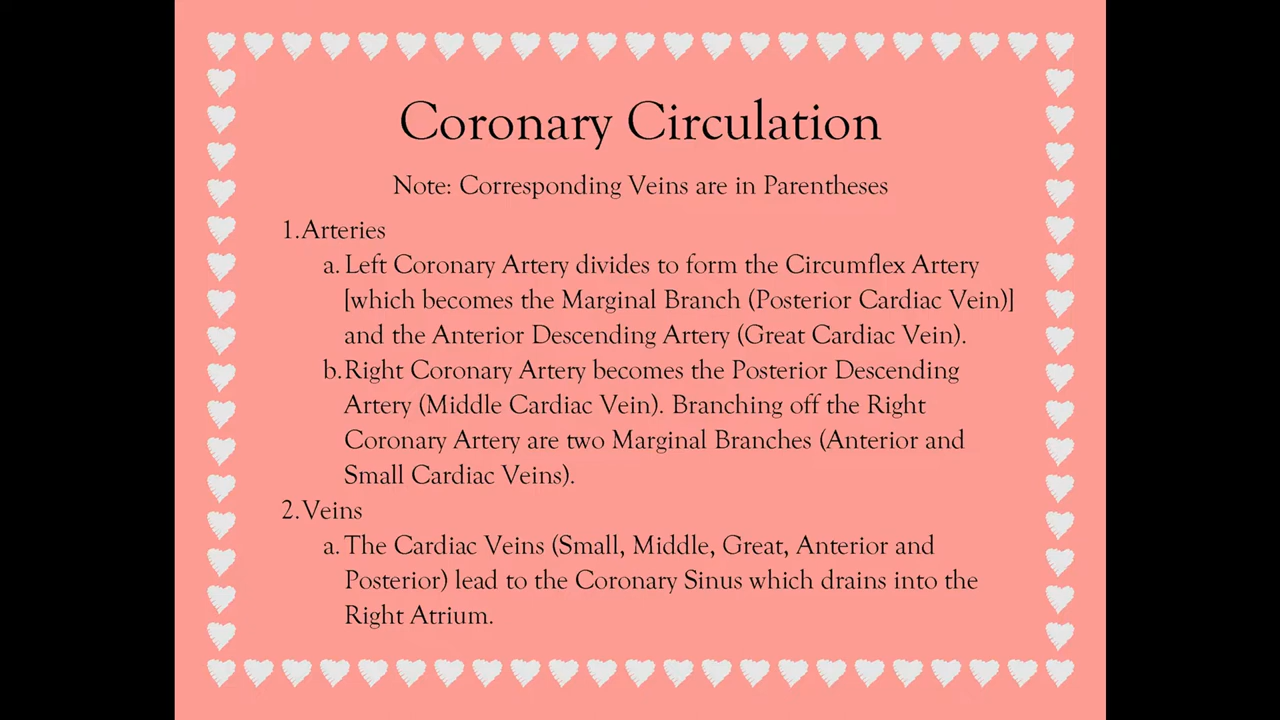 Coronary Circulation
Note: Corresponding Veins are in Parentheses
1.Arteries
a. Left Coronary Artery divides to form the Circumflex Artery
[which becomes the Marginal Branch (Posterior Cardiac Vein)]
and the Anterior Descending Artery (Great Cardiac Vein).
b. Right Coronary Artery becomes the Posterior Descending
Artery (Middle Cardiac Vein). Branching off the Right
Coronary Artery are two Marginal Branches (Anterior and
Small Cardiac Veins).
2.Veins
a. The Cardiac Veins (Small, Middle, Great, Anterior and
Posterior) lead to the Coronary Sinus which drains into the
Right Atrium.